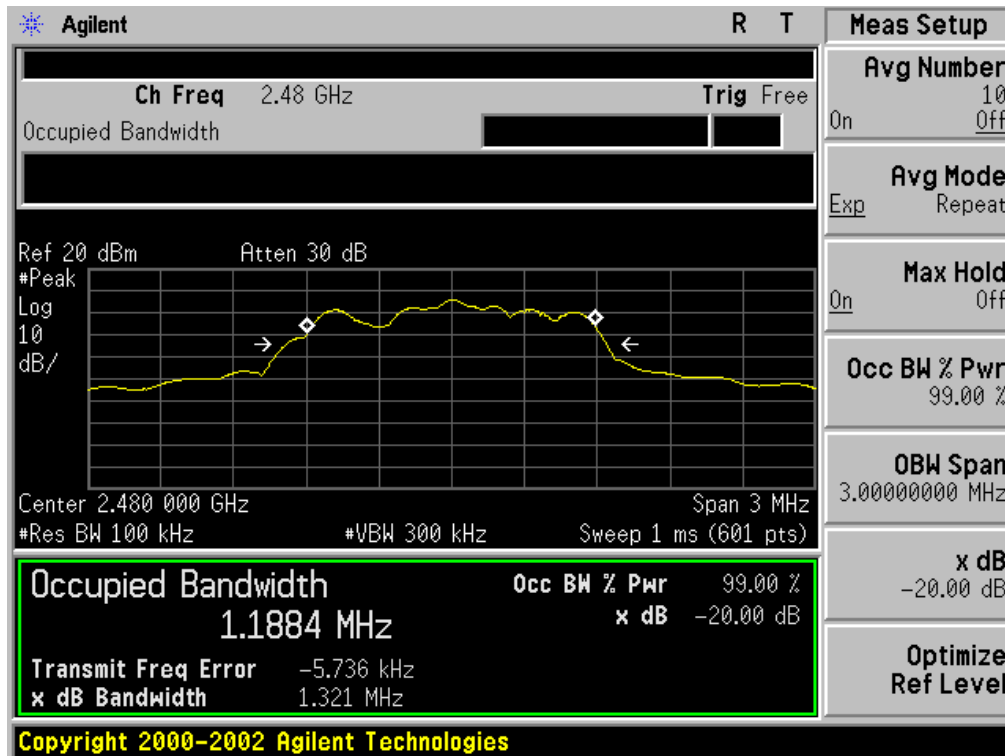 Agilent R T
Ch Freq 2.48 GHz Trig Free
Occupied Bandwidth
Ref 20 dBm Atten 30 dB
#Peak
Log
10
dB/
Center 2.480 000 GHz Span 3 MHz
#Res BW 100 kHz #VBW 300 kHz Sweep 1 ms (601 pts)
Occupied Bandwidth
1.1884 MHz
Occ BW % Pwr 99.00 %
x dB -20.00 dB
Transmit Freq Error -5.736 kHz
x dB Bandwidth 1.321 MHz
Copyright 2000-2002 Agilent Technologies
Meas Setup
Avg Number
10
On Off
Avg Mode
Exp Repeat
Max Hold
On Off
Occ BW % Pwr
99.00 %
OBW Span
3.00000000 MHz
x dB
-20.00 dB
Optimize
Ref Level